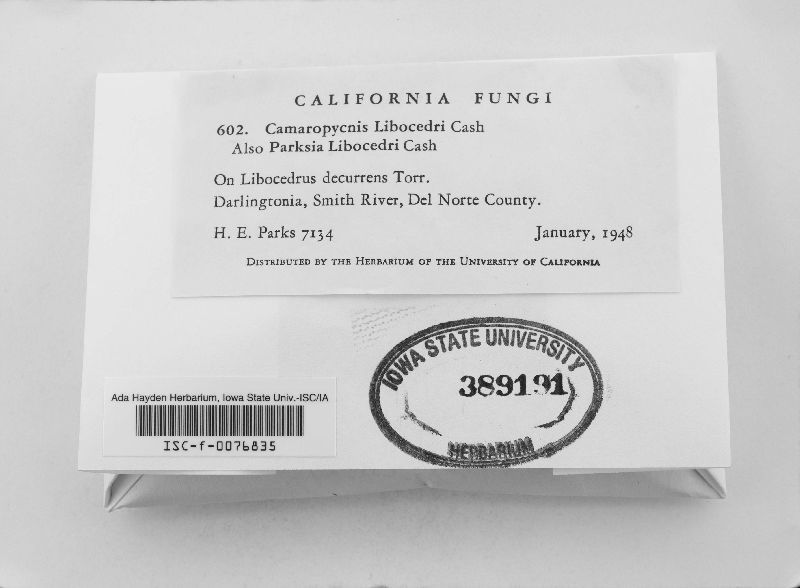 CALIFORNIA FUNGI
602. Camaropycnis Libocedri Cash
Also Parksia Libocedri Cash
On Libocedrus decurrens Torr.
Darlingtonia, Smith River, Del Norte County.
H. E. Parks 7134 January, 1948
DISTRIBUTED BY THE HERBARIUM OF THE UNIVERSITY OF CALIFORNIA
IOWA STATE UNIVERSITY
389191
HERBARIUM
Ada Hayden Herbarium, Iowa State Univ.-ISC/IA
ISC-f-0076835